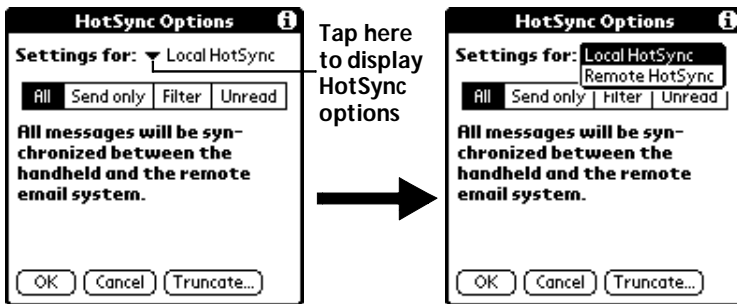 HotSync Options i
Settings for: Local HotSync
All Send only Filter Unread
All messages will be syn-
chronized between the
handheld and the remote
email system.
OK Cancel Truncate...
Tap here
to display
HotSync
options
HotSync Options i
Settings for: Local HotSync
Remote HotSync
All Send only Filter Unread
All messages will be syn-
chronized between the
handheld and the remote
email system.
OK Cancel Truncate...